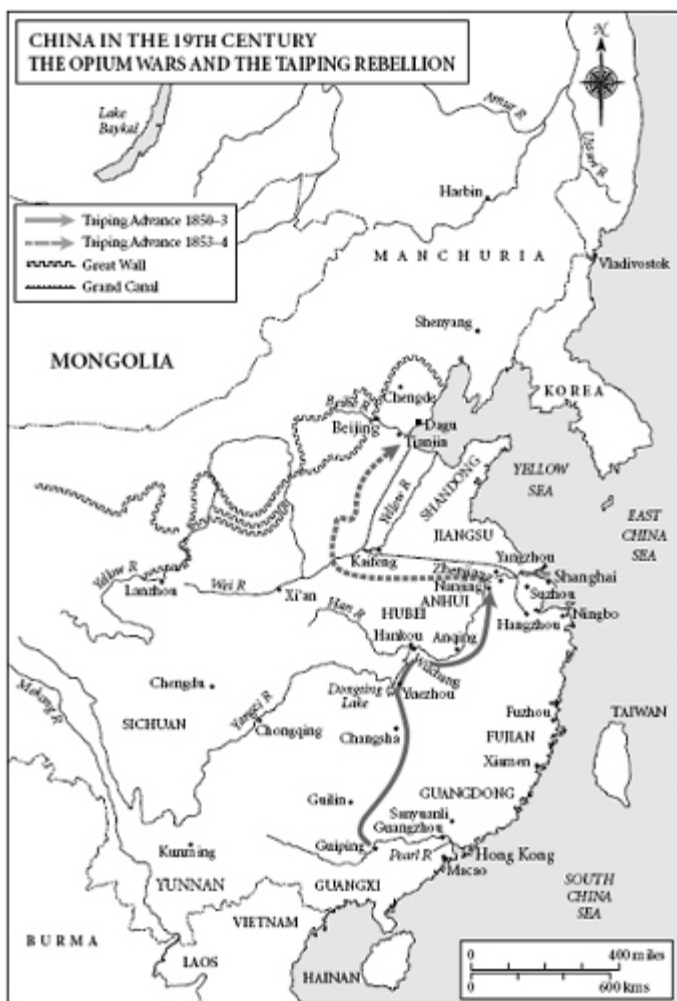 CHINA IN THE 19TH CENTURY
THE OPIUM WARS AND THE TAIPING REBELLION
Lake
Baykal
Amur R
Ussuri R
Harbin
Taiping Advance 1850–3
Taiping Advance 1853–4
Great Wall
Grand Canal
MANCHURIA
Vladivostok
Shenyang
MONGOLIA
KOREA
Chengde
Beijing
Dagu
Tianjin
Yellow R
SHANDONG
YELLOW
SEA
EAST
CHINA
SEA
JIANGSU
Kaifeng
Yangzhou
Zhenjiang
Shanghai
Yellow R
Lanzhou
Wei R
Xi'an
Nanjing
Suzhou
ANHUI
Han R
HUBEI
Hangzhou
Ningbo
Hankou
Anqing
Wuchang
Chengdu
Dongting
Lake
Yuezhou
Mekong R
SICHUAN
Yangzi R
Chongqing
Changsha
Fuzhou
TAIWAN
FUJIAN
Xiamen
Guilin
GUANGDONG
Sanyuanli
Guangzhou
Guiping
Kunming
Pearl R
Hong Kong
Macao
YUNNAN
GUANGXI
SOUTH
CHINA
SEA
VIETNAM
BURMA
LAOS
HAINAN
0 400 miles
0 600 kms